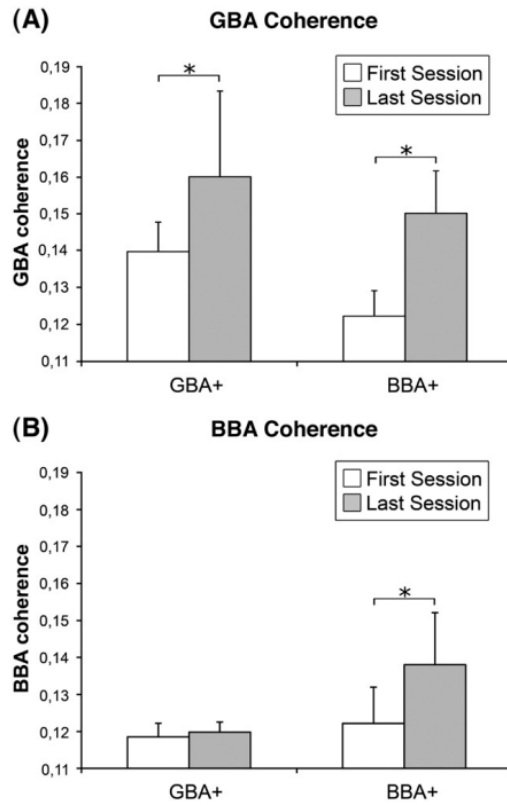 (A) GBA Coherence
First Session
Last Session
GBA coherence
0,19
0,18
0,17
0,16
0,15
0,14
0,13
0,12
0,11
*
*
GBA+ BBA+
(B) BBA Coherence
First Session
Last Session
BBA coherence
0,19
0,18
0,17
0,16
0,15
0,14
0,13
0,12
0,11
*
GBA+ BBA+